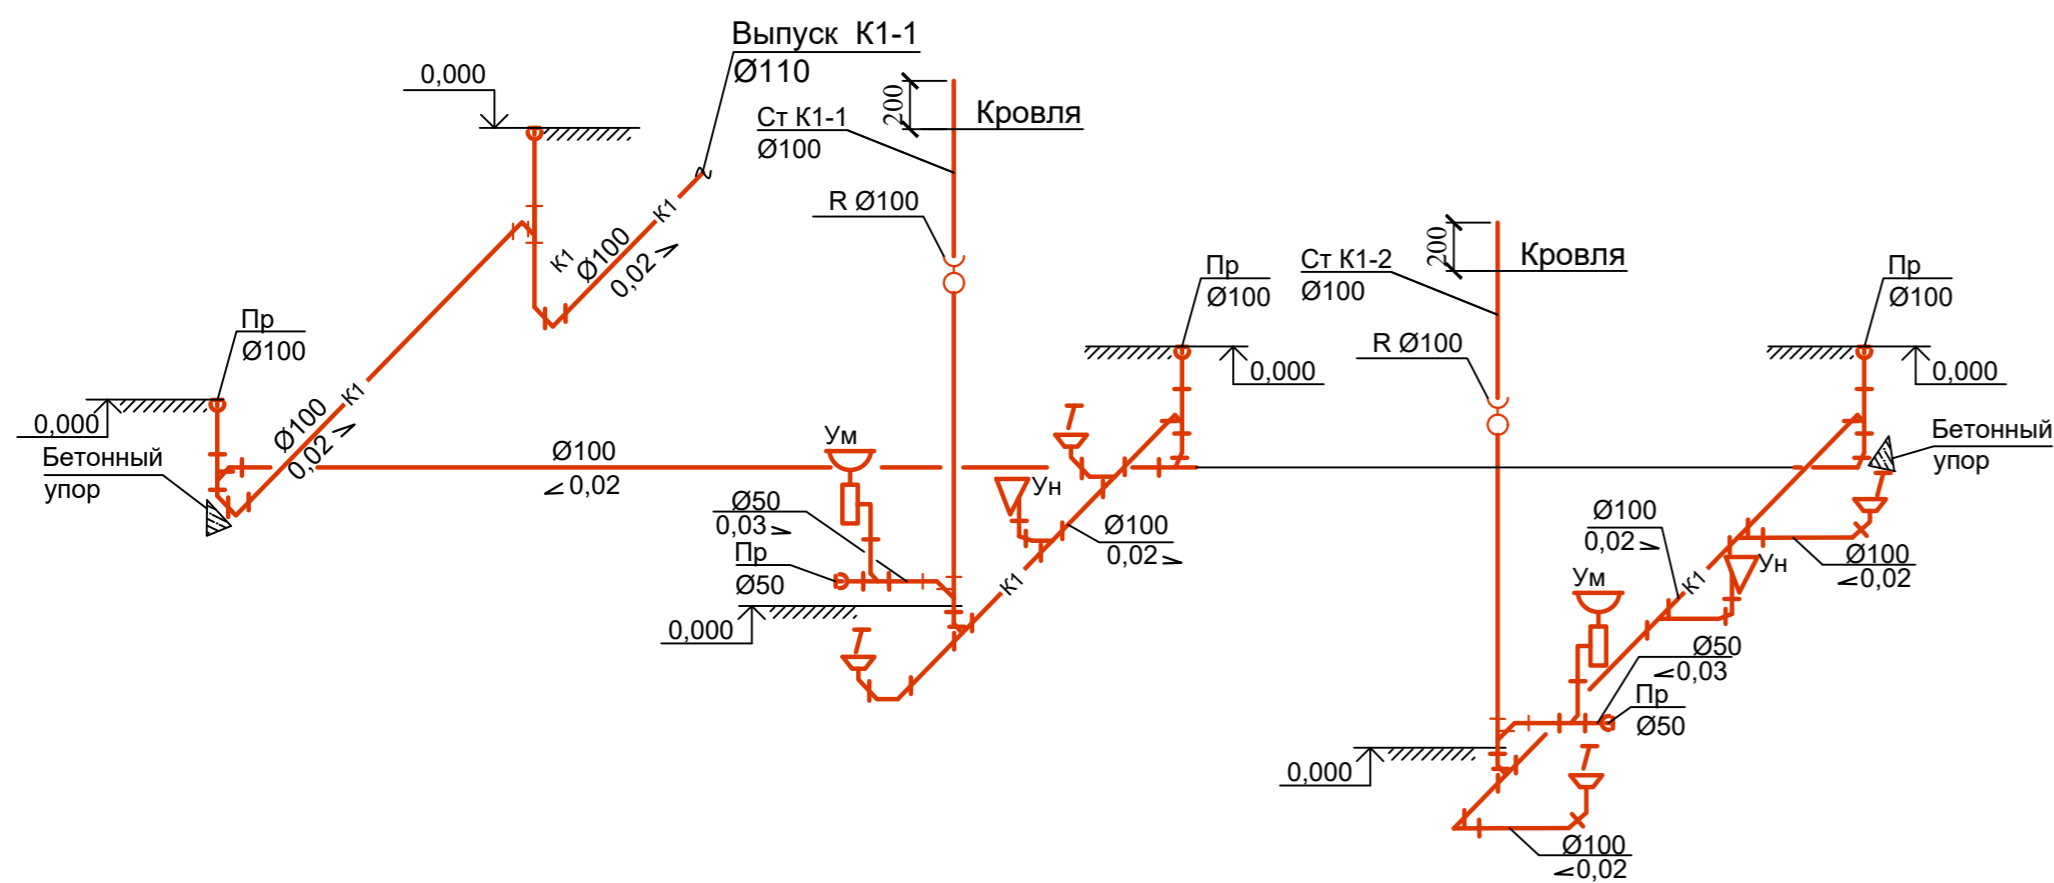 Выпуск К1-1
Ø110
0,000
200
Кровля
Ст К1-1
Ø100
R Ø100
К1
К1
Ø100
0,02
200
Кровля
Ст К1-2
Ø100
R Ø100
Пр
Ø100
0,000
Пр
Ø100
0,000
Пр
Ø100
0,000
Бетонный
упор
К1
Ø100
0,02
Ø100
0,02
Ум
Ø50
0,03
Пр
Ø50
0,000
Ун
Ø100
0,02
К1
Бетонный
упор
Ø100
0,02
Ø100
0,02
Ун
К1
Ум
Ø50
0,03
Пр
Ø50
0,000
Ø100
0,02